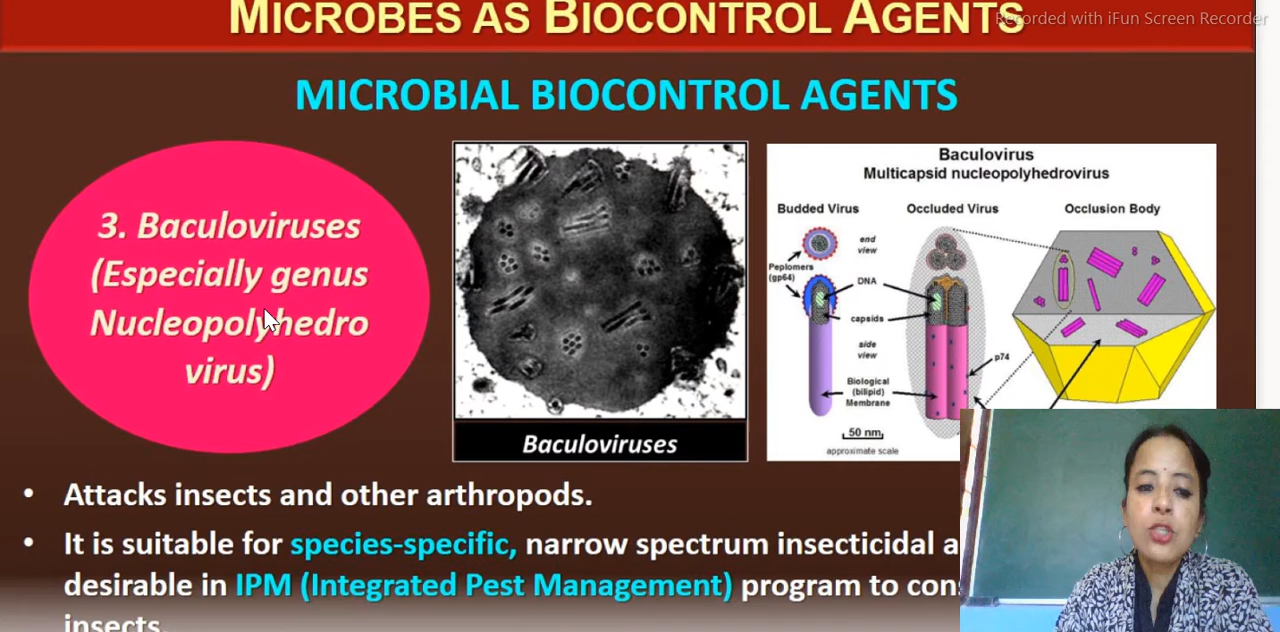 MICROBES AS BIOCONTROL AGENTS
Recorded with iFun Screen Recorder
MICROBIAL BIOCONTROL AGENTS
3. Baculoviruses
(Especially genus
Nucleopolyhedro
virus)
Baculoviruses
Baculovirus
Multicapsid nucleopolyhedrovirus
Budded Virus
Occluded Virus
Occlusion Body
end
view
Peplomers
(gp64)
DNA
capsids
side
view
p74
Biological
(bilipid)
Membrane
50 nm
approximate scale
• Attacks insects and other arthropods.
• It is suitable for species-specific, narrow spectrum insecticidal a
desirable in IPM (Integrated Pest Management) program to con
insects.